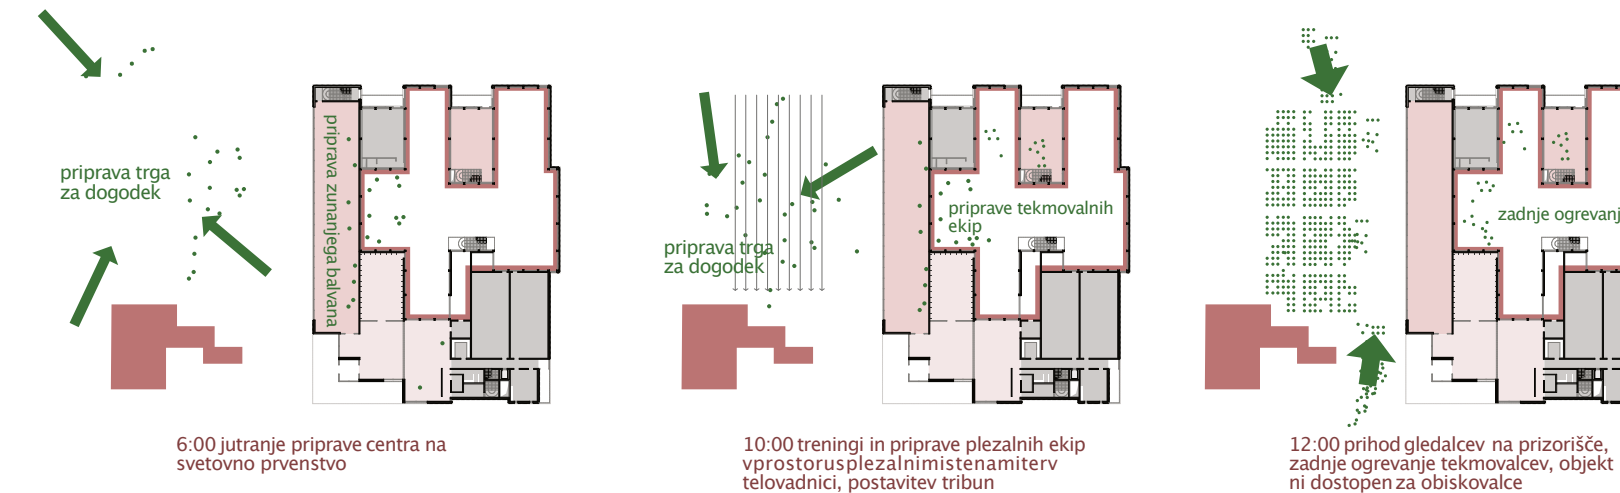 priprava trga
za dogodek
priprava zunanjega balvana
6:00 jutranje priprave centra na
svetovno prvenstvo
priprava trga
za dogodek
priprave tekmovalnih
ekip
10:00 treningi in priprave plezalnih ekip
vprostorusplezalnimistenamiterv
telovadnici, postavitev tribun
zadnje ogrevanj
12:00 prihod gledalcev na prizorišče,
zadnje ogrevanje tekmovalcev, objekt
ni dostopen za obiskovalce